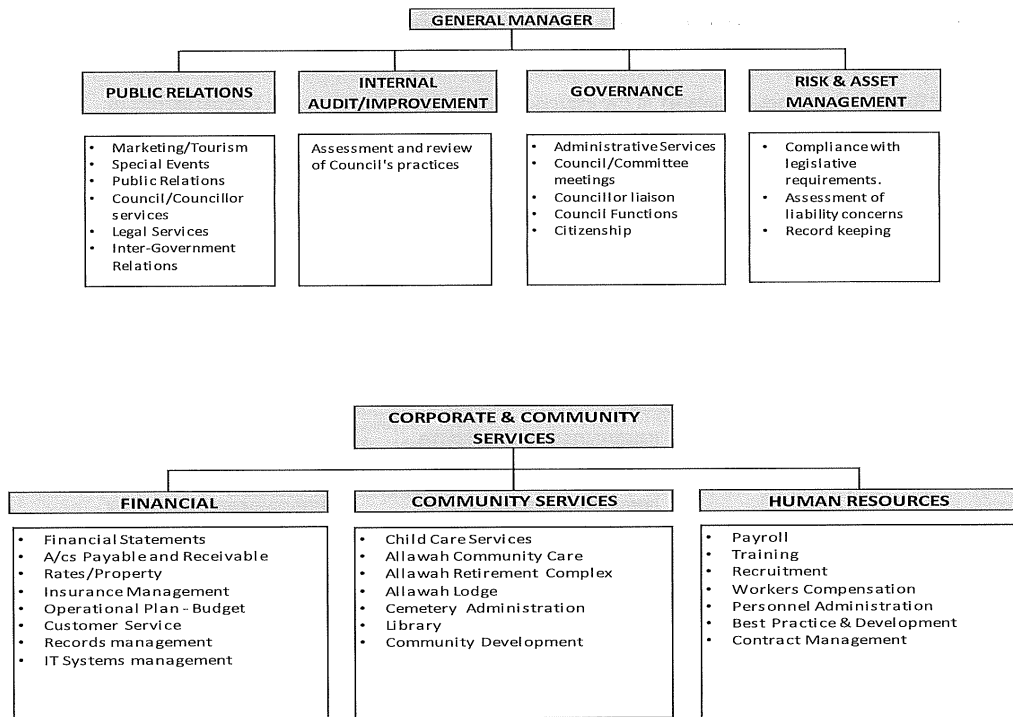 GENERAL MANAGER
PUBLIC RELATIONS
• Marketing/Tourism
• Special Events
• Public Relations
• Council/Councillor
services
• Legal Services
• Inter-Government
Relations
INTERNAL
AUDIT/IMPROVEMENT
Assessment and review
of Council's practices
GOVERNANCE
• Administrative Services
• Council/Committee
meetings
• Councillor liaison
• Council Functions
• Citizenship
RISK & ASSET
MANAGEMENT
• Compliance with
legislative
requirements.
• Assessment of
liability concerns
• Record keeping
CORPORATE & COMMUNITY
SERVICES
FINANCIAL
• Financial Statements
• A/cs Payable and Receivable
• Rates/Property
• Insurance Management
• Operational Plan - Budget
• Customer Service
• Records management
• IT Systems management
COMMUNITY SERVICES
• Child Care Services
• Allawah Community Care
• Allawah Retirement Complex
• Allawah Lodge
• Cemetery Administration
• Library
• Community Development
HUMAN RESOURCES
• Payroll
• Training
• Recruitment
• Workers Compensation
• Personnel Administration
• Best Practice & Development
• Contract Management